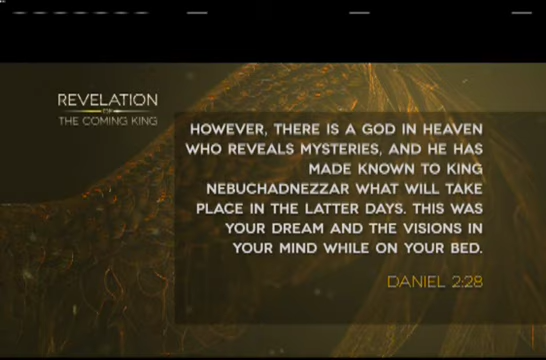 REVELATION
OF
THE COMING KING
HOWEVER, THERE IS A GOD IN HEAVEN
WHO REVEALS MYSTERIES, AND HE HAS
MADE KNOWN TO KING
NEBUCHADNEZZAR WHAT WILL TAKE
PLACE IN THE LATTER DAYS. THIS WAS
YOUR DREAM AND THE VISIONS IN
YOUR MIND WHILE ON YOUR BED.
DANIEL 2:28